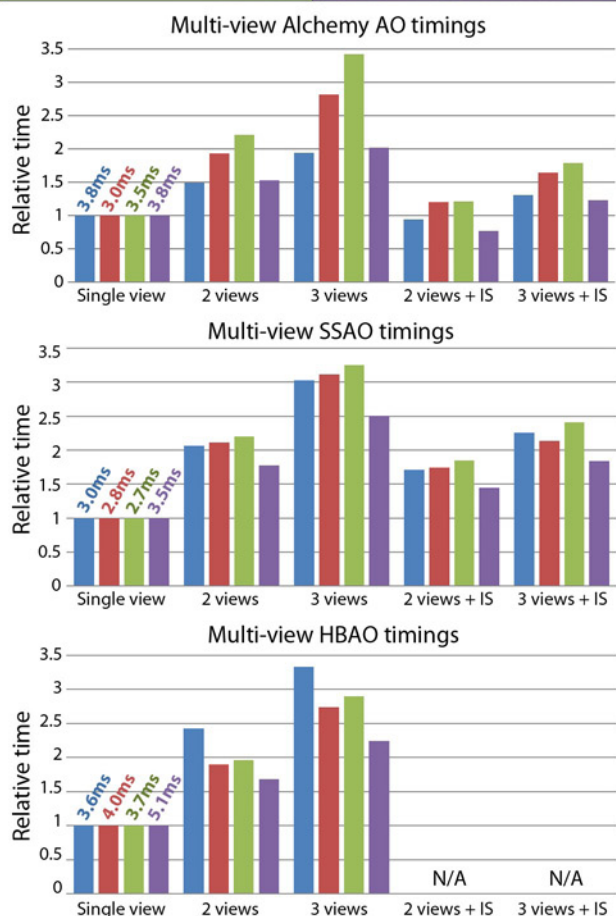 Multi-view Alchemy AO timings
Relative time
3.5
3
2.5
2
1.5
1
0.5
0
3.8ms 3.0ms 3.5ms 3.8ms
Single view 2 views 3 views 2 views + IS 3 views + IS
Multi-view SSAO timings
Relative time
3.5
3
2.5
2
1.5
1
0.5
0
3.0ms 2.8ms 2.7ms 3.5ms
Single view 2 views 3 views 2 views + IS 3 views + IS
Multi-view HBAO timings
Relative time
3.5
3
2.5
2
1.5
1
0.5
0
3.6ms 4.0ms 3.7ms 5.1ms
N/A N/A
Single view 2 views 3 views 2 views + IS 3 views + IS